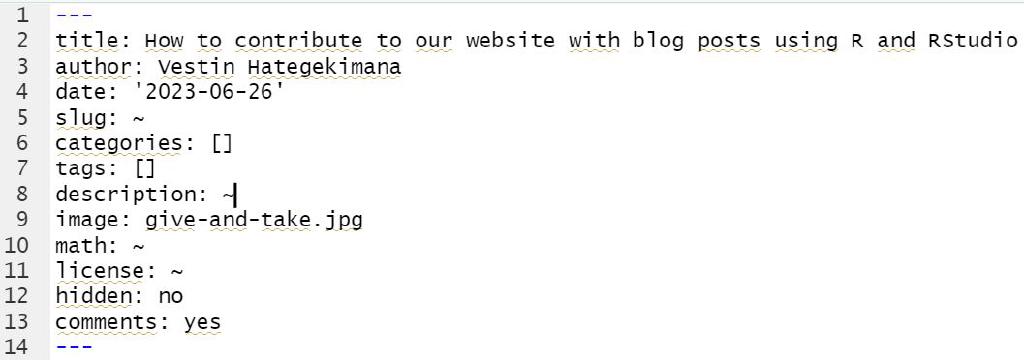 1 ---
2 title: How to contribute to our website with blog posts using R and RStudio
3 author: Vestin Hategekimana
4 date: '2023-06-26'
5 slug: ~
6 categories: []
7 tags: []
8 description: ~
9 image: give-and-take.jpg
10 math: ~
11 license: ~
12 hidden: no
13 comments: yes
14 ---